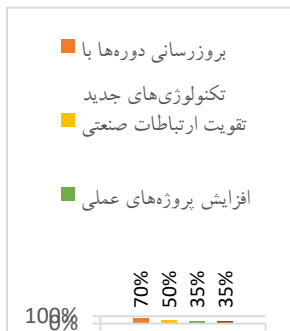 بروزرسانی دوره‌ها با
تکنولوژی‌های جدید
تقویت ارتباطات صنعتی
افزایش پروژه‌های عملی
70% 50% 35% 35%
100%
0%